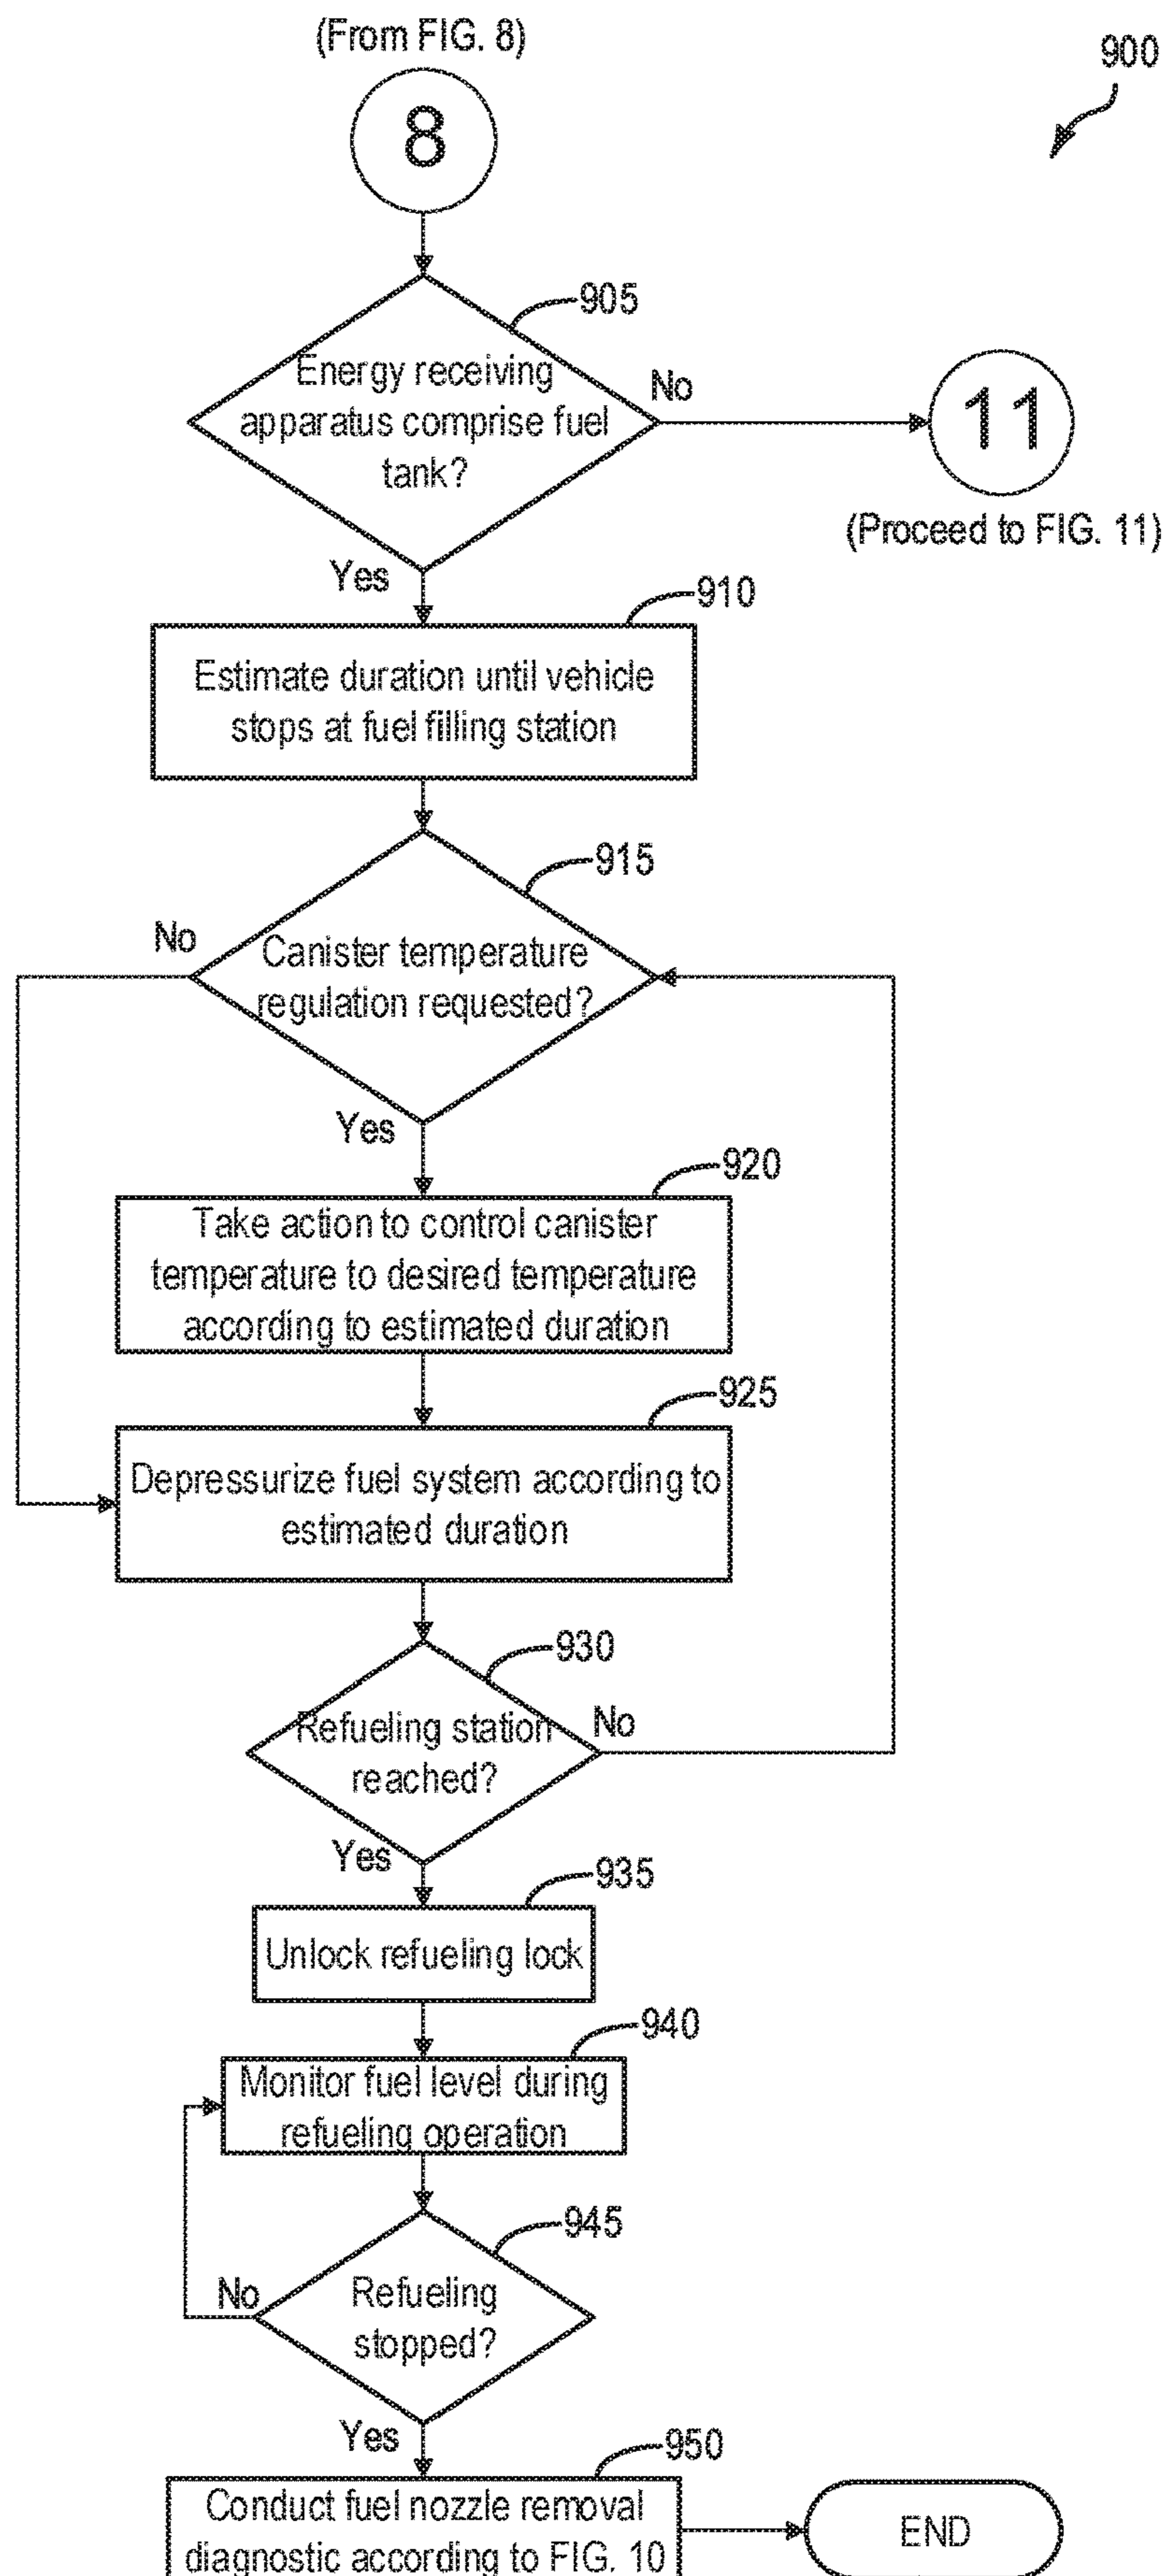 (From FIG. 8)
900
8
905
Energy receiving
apparatus comprise fuel
tank?
No
11
(Proceed to FIG. 11)
Yes
910
Estimate duration until vehicle
stops at fuel filling station
915
No
Canister temperature
regulation requested?
Yes
920
Take action to control canister
temperature to desired temperature
according to estimated duration
925
Depressurize fuel system according to
estimated duration
930
Refueling station
reached?
No
Yes
935
Unlock refueling lock
940
Monitor fuel level during
refueling operation
945
No
Refueling
stopped?
Yes
950
Conduct fuel nozzle removal
diagnostic according to FIG. 10
END